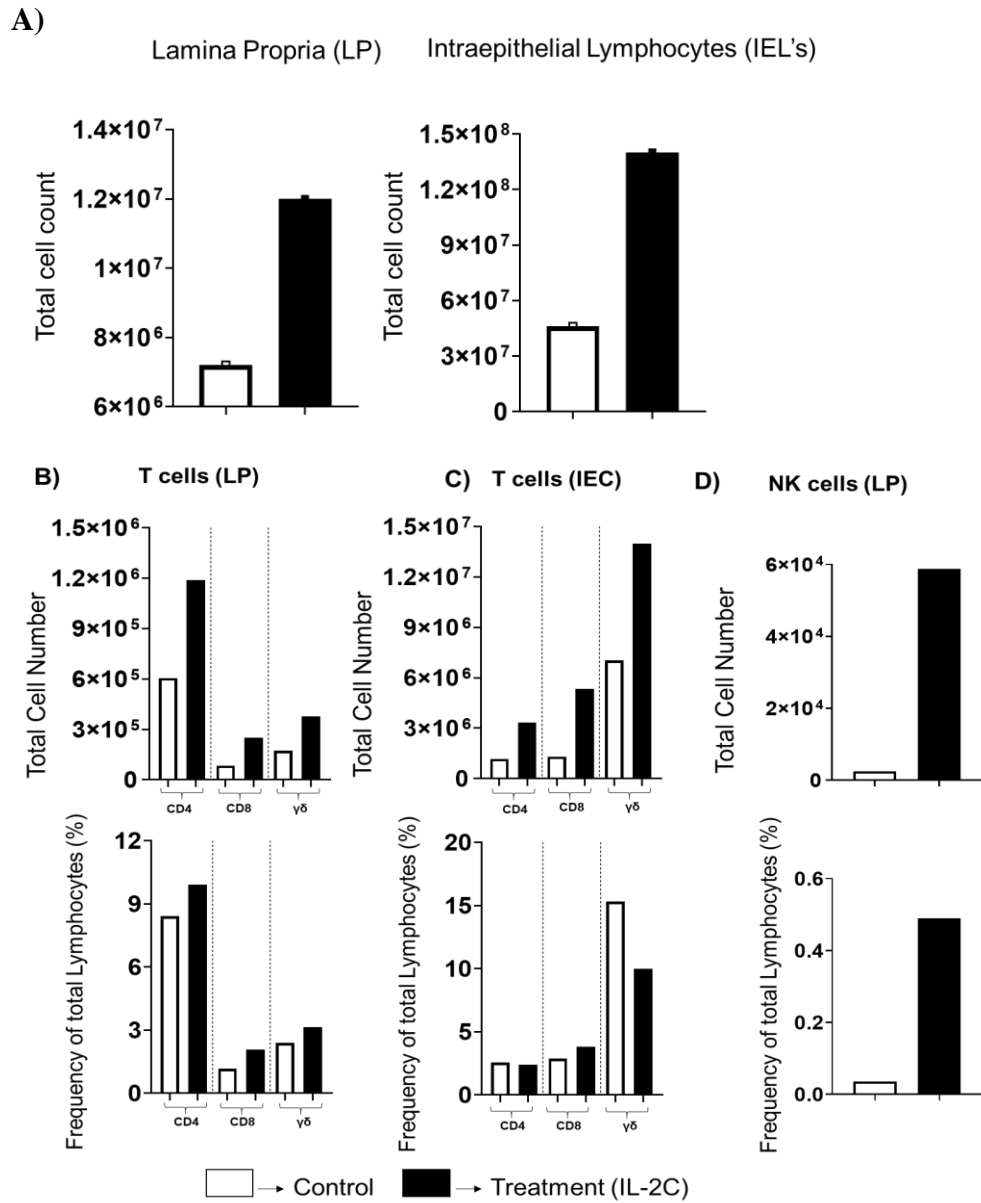 A)
Lamina Propria (LP)
Intraepithelial Lymphocytes (IEL's)
Total cell count
1.4×10⁷
1.2×10⁷
1×10⁷
8×10⁶
6×10⁶
Total cell count
1.5×10⁸
1.2×10⁸
9×10⁷
6×10⁷
3×10⁷
0
B)
T cells (LP)
Total Cell Number
1.5×10⁶
1.2×10⁶
9×10⁵
6×10⁵
3×10⁵
0
CD4
CD8
γδ
Frequency of total Lymphocytes (%)
12
9
6
3
0
CD4
CD8
γδ
C)
T cells (IEC)
Total Cell Number
1.5×10⁷
1.2×10⁷
9×10⁶
6×10⁶
3×10⁶
0
CD4
CD8
γδ
Frequency of total Lymphocytes (%)
20
15
10
5
0
CD4
CD8
γδ
D)
NK cells (LP)
Total Cell Number
6×10⁴
4×10⁴
2×10⁴
0
Frequency of total Lymphocytes (%)
0.6
0.4
0.2
0.0
→ Control
→ Treatment (IL-2C)